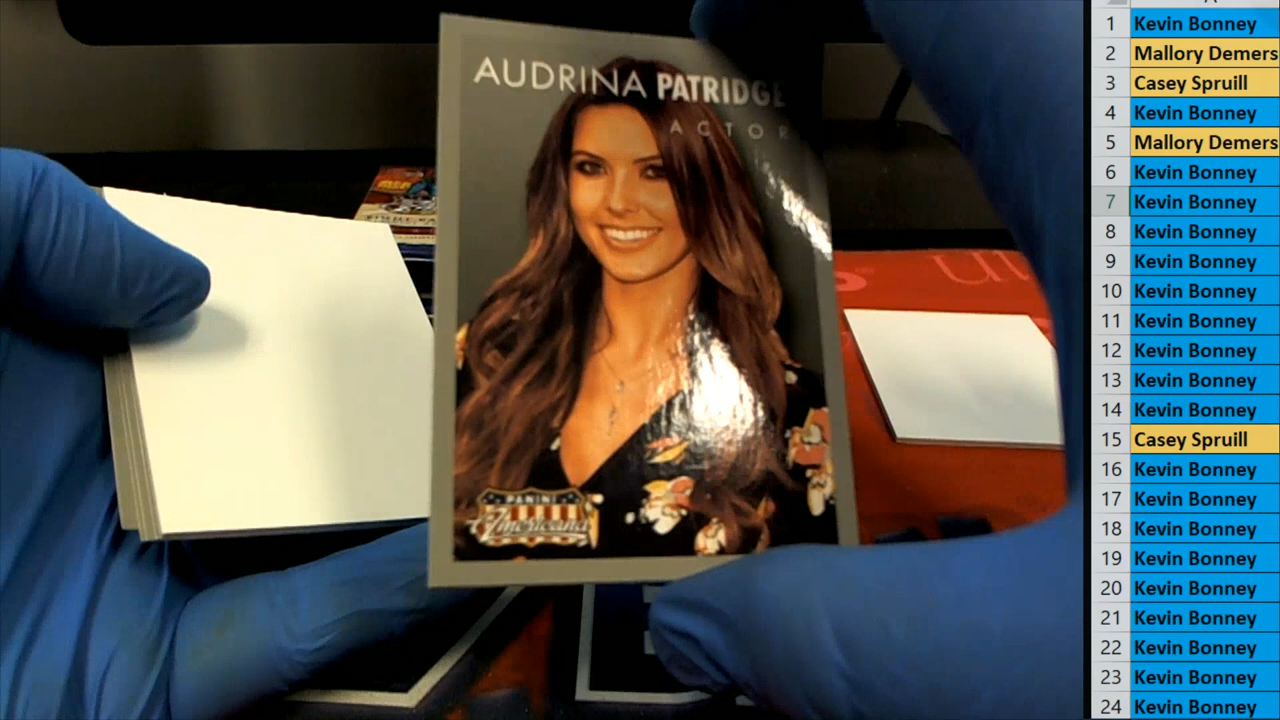 AUDRINA PATRIDGE
ACTOR
PANINI
Americana
1 Kevin Bonney
2 Mallory Demers
3 Casey Spruill
4 Kevin Bonney
5 Mallory Demers
6 Kevin Bonney
7 Kevin Bonney
8 Kevin Bonney
9 Kevin Bonney
10 Kevin Bonney
11 Kevin Bonney
12 Kevin Bonney
13 Kevin Bonney
14 Kevin Bonney
15 Casey Spruill
16 Kevin Bonney
17 Kevin Bonney
18 Kevin Bonney
19 Kevin Bonney
20 Kevin Bonney
21 Kevin Bonney
22 Kevin Bonney
23 Kevin Bonney
24 Kevin Bonney